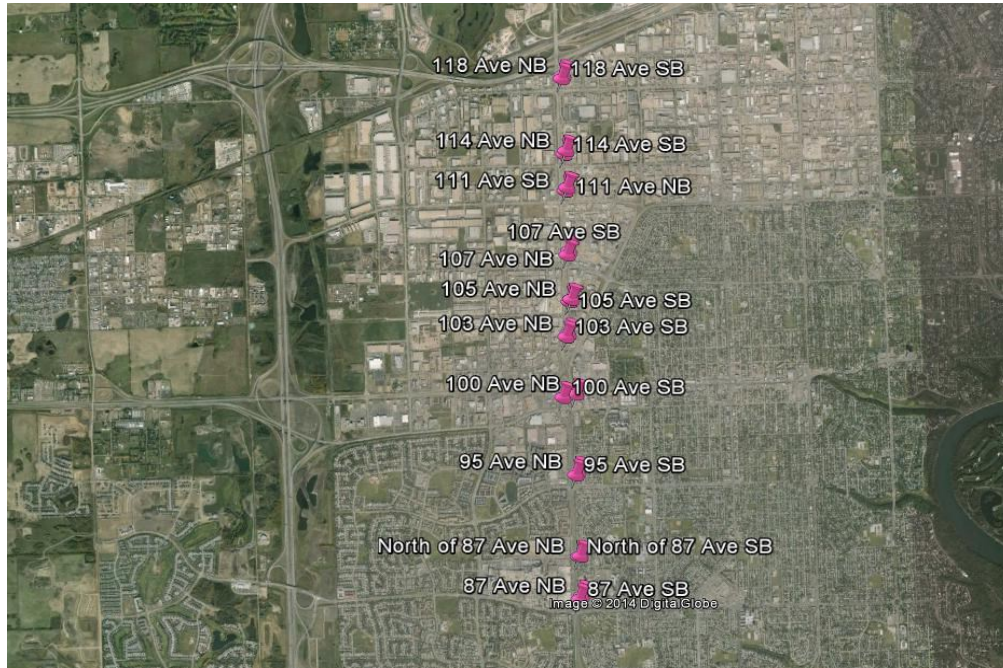 118 Ave NB
118 Ave SB
114 Ave NB
114 Ave SB
111 Ave SB
111 Ave NB
107 Ave SB
107 Ave NB
105 Ave NB
105 Ave SB
103 Ave NB
103 Ave SB
100 Ave NB
100 Ave SB
95 Ave NB
95 Ave SB
North of 87 Ave NB
North of 87 Ave SB
87 Ave NB
87 Ave SB
Image © 2014 DigitalGlobe